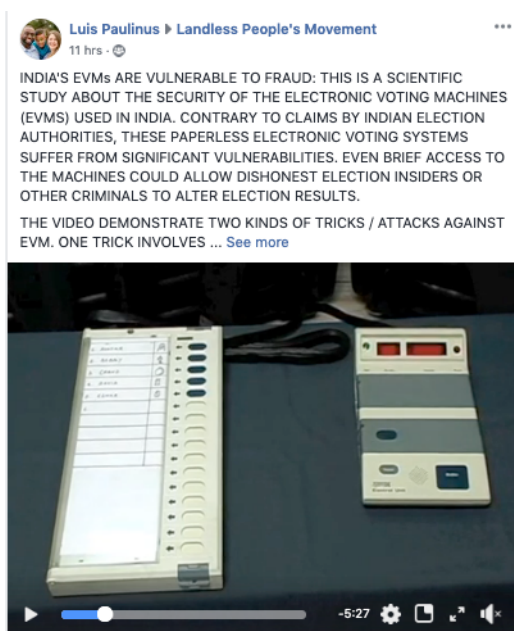 Luis Paulinus ▸ Landless People's Movement
11 hrs ·
INDIA'S EVMs ARE VULNERABLE TO FRAUD: THIS IS A SCIENTIFIC
STUDY ABOUT THE SECURITY OF THE ELECTRONIC VOTING MACHINES
(EVMS) USED IN INDIA. CONTRARY TO CLAIMS BY INDIAN ELECTION
AUTHORITIES, THESE PAPERLESS ELECTRONIC VOTING SYSTEMS
SUFFER FROM SIGNIFICANT VULNERABILITIES. EVEN BRIEF ACCESS TO
THE MACHINES COULD ALLOW DISHONEST ELECTION INSIDERS OR
OTHER CRIMINALS TO ALTER ELECTION RESULTS.
THE VIDEO DEMONSTRATE TWO KINDS OF TRICKS / ATTACKS AGAINST
EVM. ONE TRICK INVOLVES ... See more
-5:27